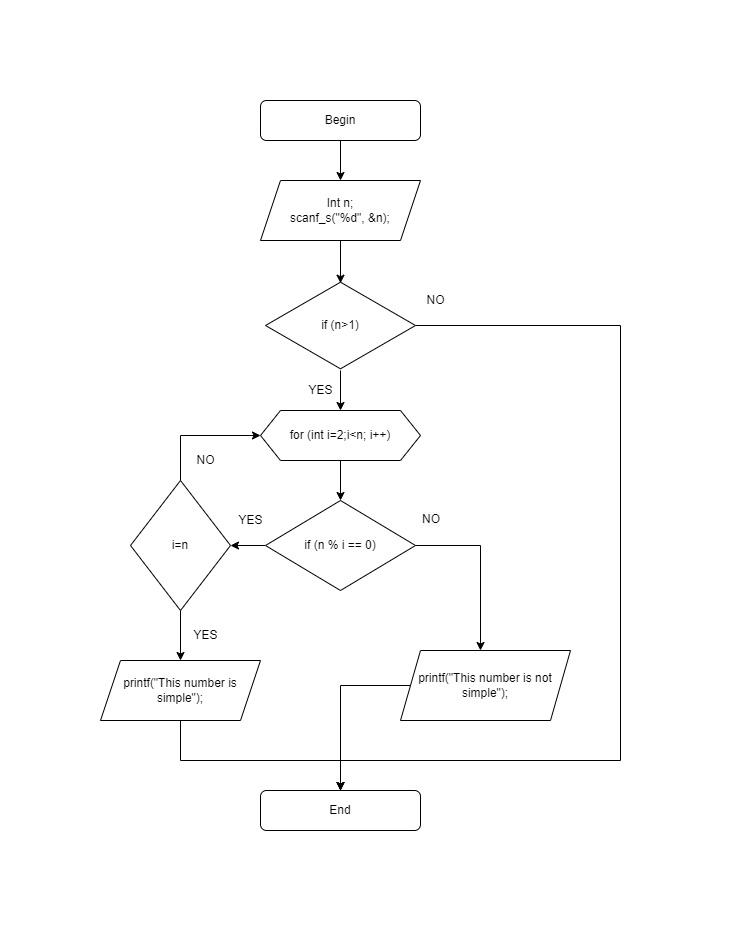 Begin
Int n;
scanf_s("%d", &n);
NO
if (n>1)
YES
for (int i=2;i<n; i++)
NO
YES
NO
i=n
if (n % i == 0)
YES
printf("This number is
simple");
printf("This number is not
simple");
End